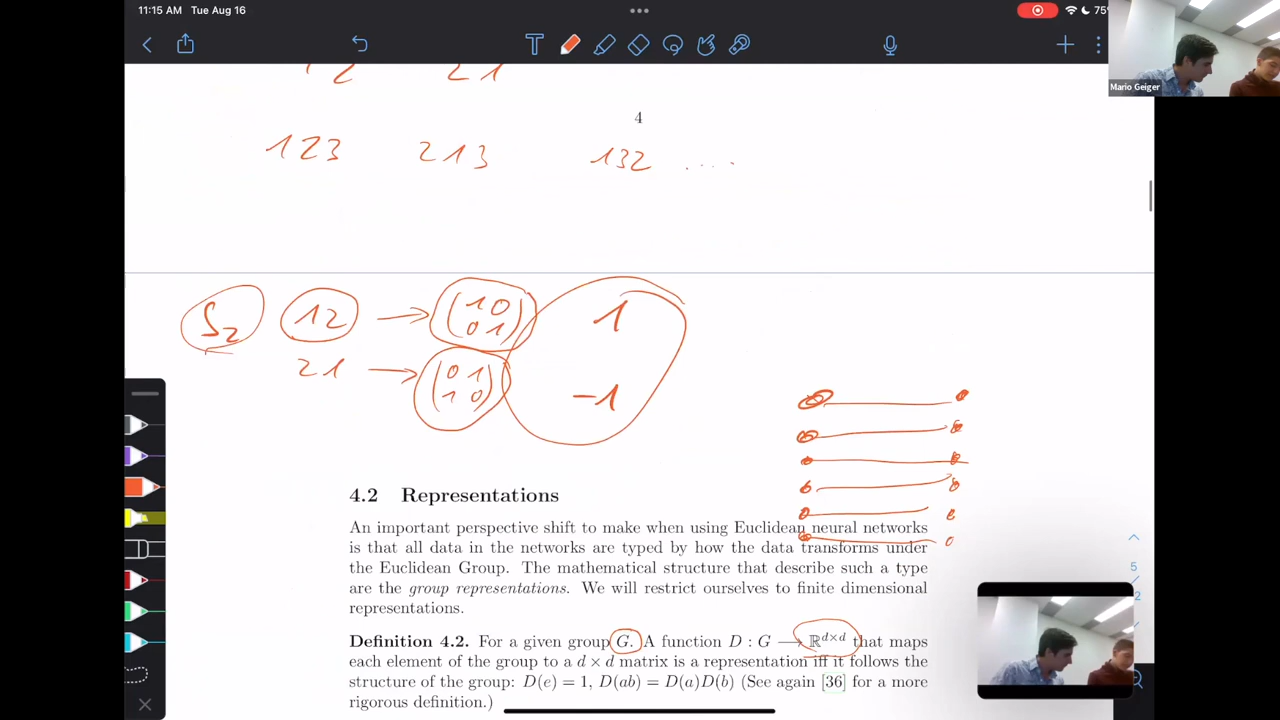 11:15 AM Tue Aug 16
75%
Mario Geiger
12 21
4
123 213 132 ....
S₂ 12 → (1 0 0 1) 1
21 → (0 1 1 0) -1
4.2 Representations
An important perspective shift to make when using Euclidean neural networks
is that all data in the networks are typed by how the data transforms under
the Euclidean Group. The mathematical structure that describe such a type
are the group representations. We will restrict ourselves to finite dimensional
representations.
Definition 4.2. For a given group G. A function D : G ⟶ ℝᵈˣᵈ that maps
each element of the group to a d × d matrix is a representation iff it follows the
structure of the group: D(e) = 1, D(ab) = D(a)D(b) (See again [36] for a more
rigorous definition.)
5